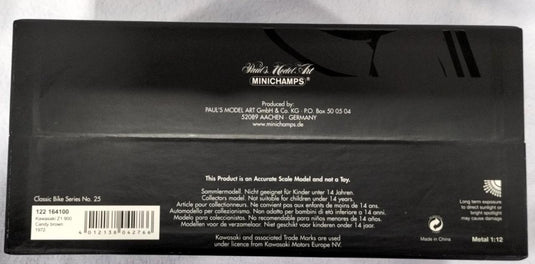 Paul's Model Art
MINICHAMPS®
Produced by:
PAUL'S MODEL ART GmbH & Co. KG · P.O. Box 50 05 04
52089 AACHEN · GERMANY
www.minichamps.de
This Product is an Accurate Scale Model and not a Toy.
Classic Bike Series No. 25
122 164100
Kawasaki Z1 900
Candy brown
1972
4 012138 042766
Sammlermodell. Nicht geeignet für Kinder unter 14 Jahren.
Collectors model. Not suitable for children under 14 years.
Article pour collectionneurs. Ne convient pas aux enfants de moins de 14 ans.
Automodello per collezionismo. Non adatto per bambini di età inferiore a 14 anni.
Modelo para coleccionistas. No recomendado para niños menores de 14 años.
Modellen voor de verzamelaar. Niet geschikt voor kinderen onder 14 jaar.
Kawasaki and associated Trade Marks are used
under licence from Kawasaki Motors Europe N.V.
Long term exposure
to direct sunlight or
bright spotlight
may cause damage
Made in China
Metal 1:12